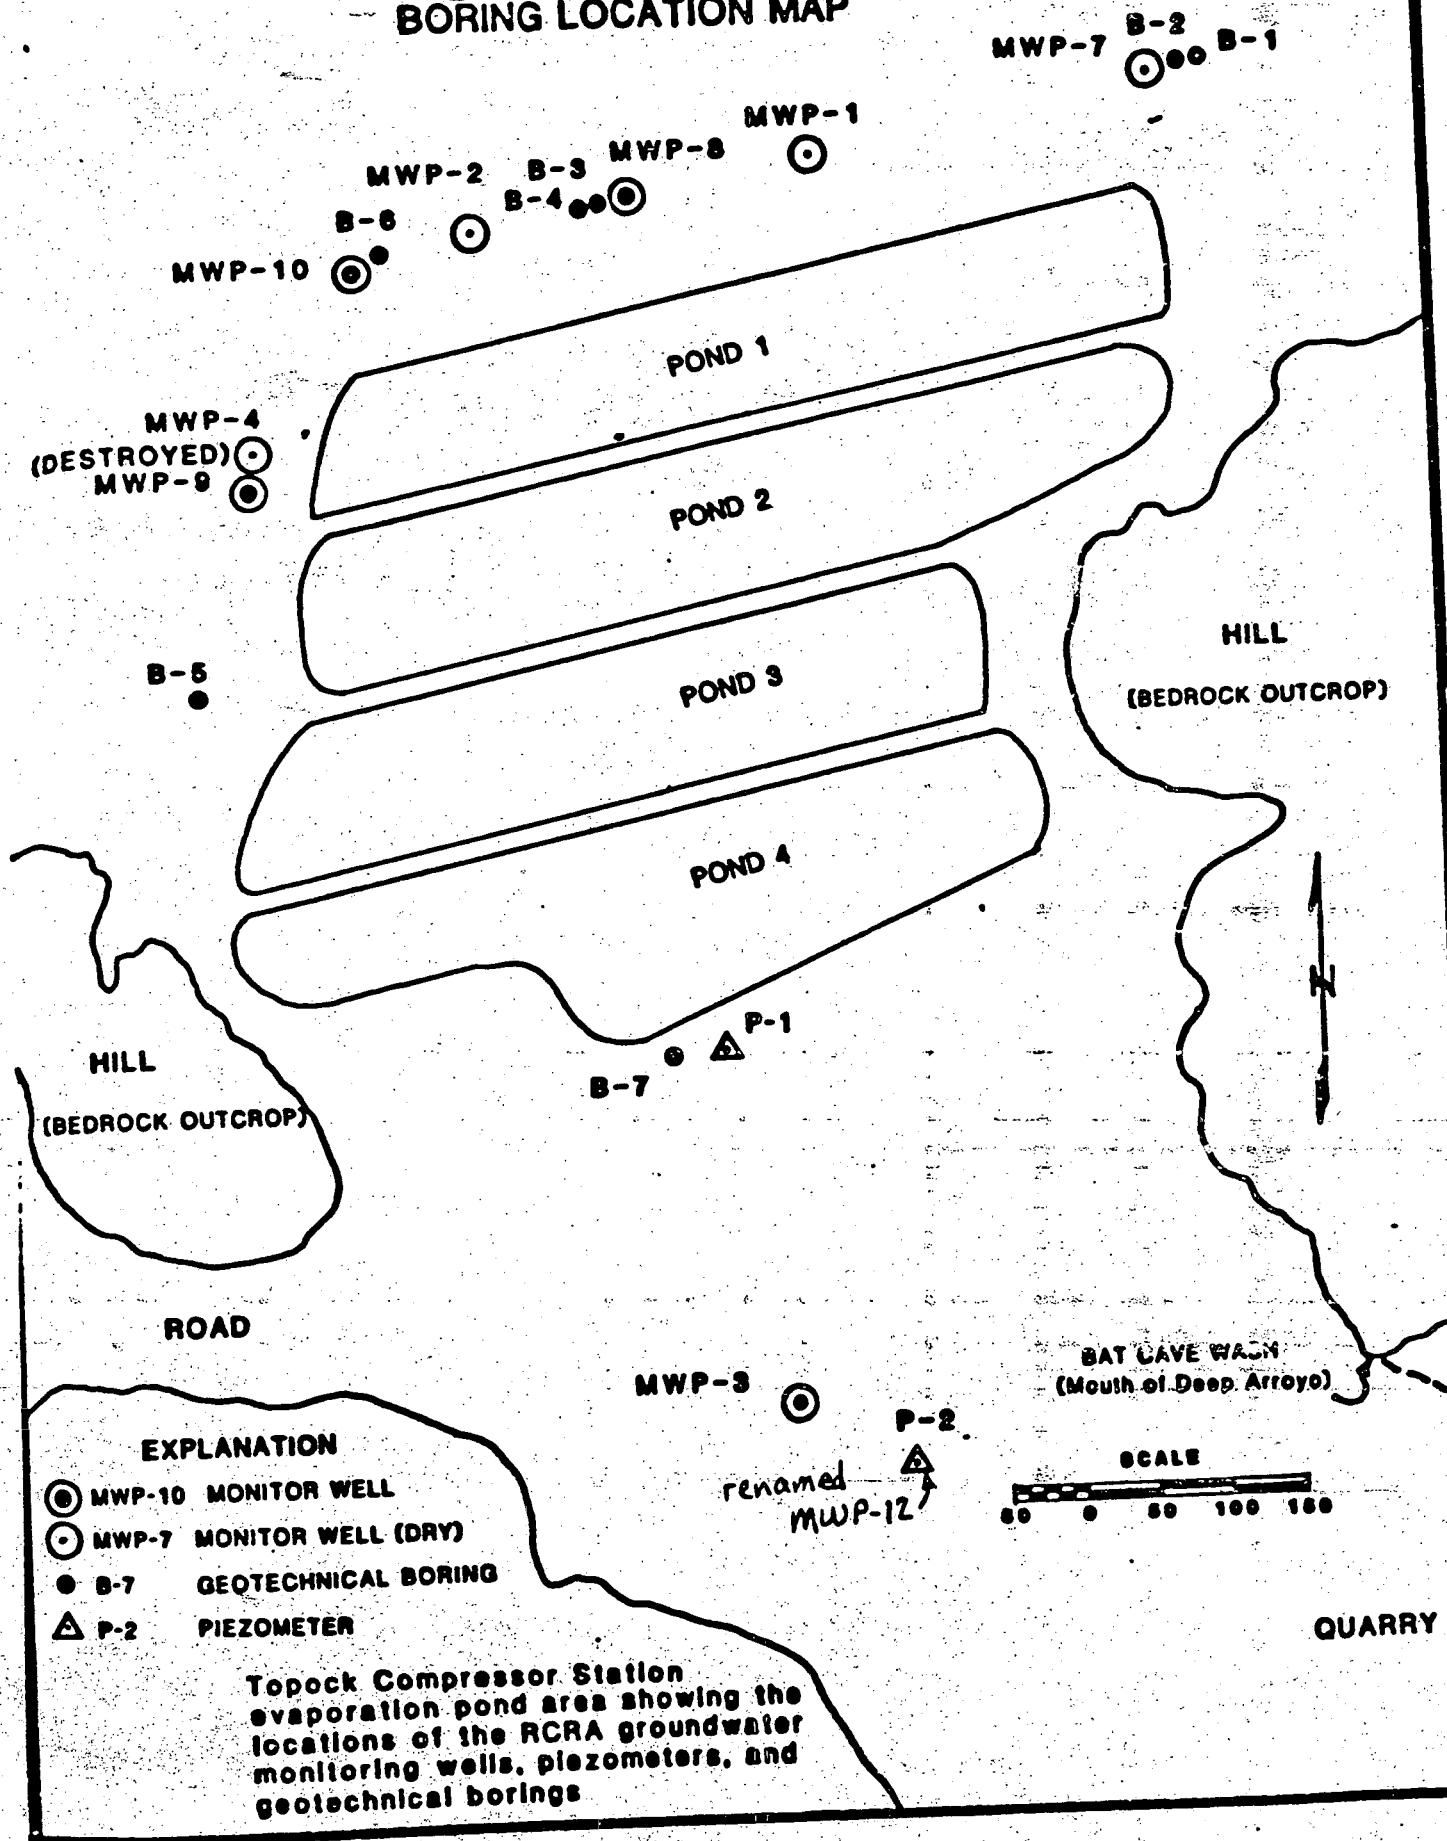 BORING LOCATION MAP
B-2
MWP-7
B-1
MWP-1
MWP-8
B-3
MWP-2
B-4
B-6
MWP-10
POND 1
MWP-4
(DESTROYED)
MWP-9
POND 2
HILL
(BEDROCK OUTCROP)
B-5
POND 3
POND 4
N
P-1
B-7
HILL
(BEDROCK OUTCROP)
ROAD
BAT CAVE WASH
(Mouth of Deep Arroyo)
MWP-3
P-2
renamed
MWP-12
SCALE
50 0 50 100 150
EXPLANATION
MWP-10 MONITOR WELL
MWP-7 MONITOR WELL (DRY)
B-7 GEOTECHNICAL BORING
P-2 PIEZOMETER
QUARRY
Topock Compressor Station
evaporation pond area showing the
locations of the RCRA groundwater
monitoring wells, piezometers, and
geotechnical borings